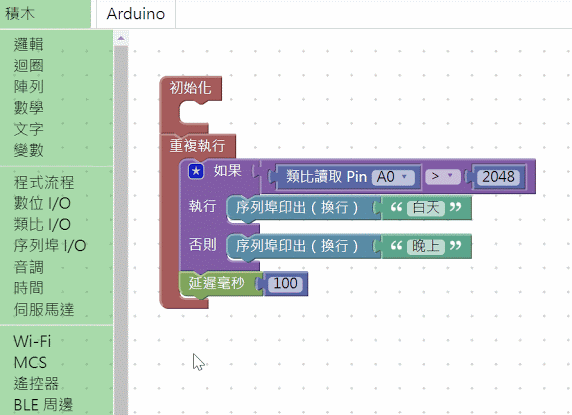 積木 Arduino
邏輯
迴圈
陣列
數學
文字
變數
程式流程
數位 I/O
類比 I/O
序列埠 I/O
音調
時間
伺服馬達
Wi-Fi
MCS
遙控器
BLE 周邊
初始化
重複執行
如果 類比讀取 Pin A0 > 2048
執行 序列埠印出 ( 換行 ) “ 白天 ”
否則 序列埠印出 ( 換行 ) “ 晚上 ”
延遲毫秒 100